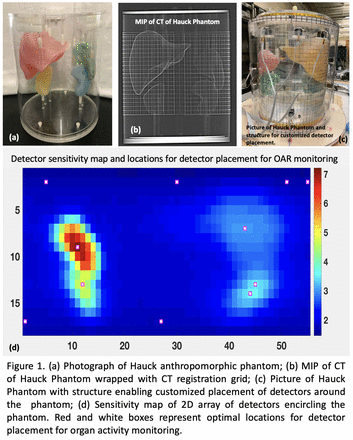 MIP of CT of Hauck Phantom
(a)
(b)
Picture of Hauck Phantom and
structure for customized detector
placement.
(c)
Detector sensitivity map and locations for detector placement for OAR monitoring
5
10
15
10
20
30
40
50
7
6
5
4
3
2
(d)
Figure 1. (a) Photograph of Hauck anthropomorphic phantom; (b) MIP of CT
of Hauck Phantom wrapped with CT registration grid; (c) Picture of Hauck
Phantom with structure enabling customized placement of detectors around
the phantom; (d) Sensitivity map of 2D array of detectors encircling the
phantom. Red and white boxes represent optimal locations for detector
placement for organ activity monitoring.